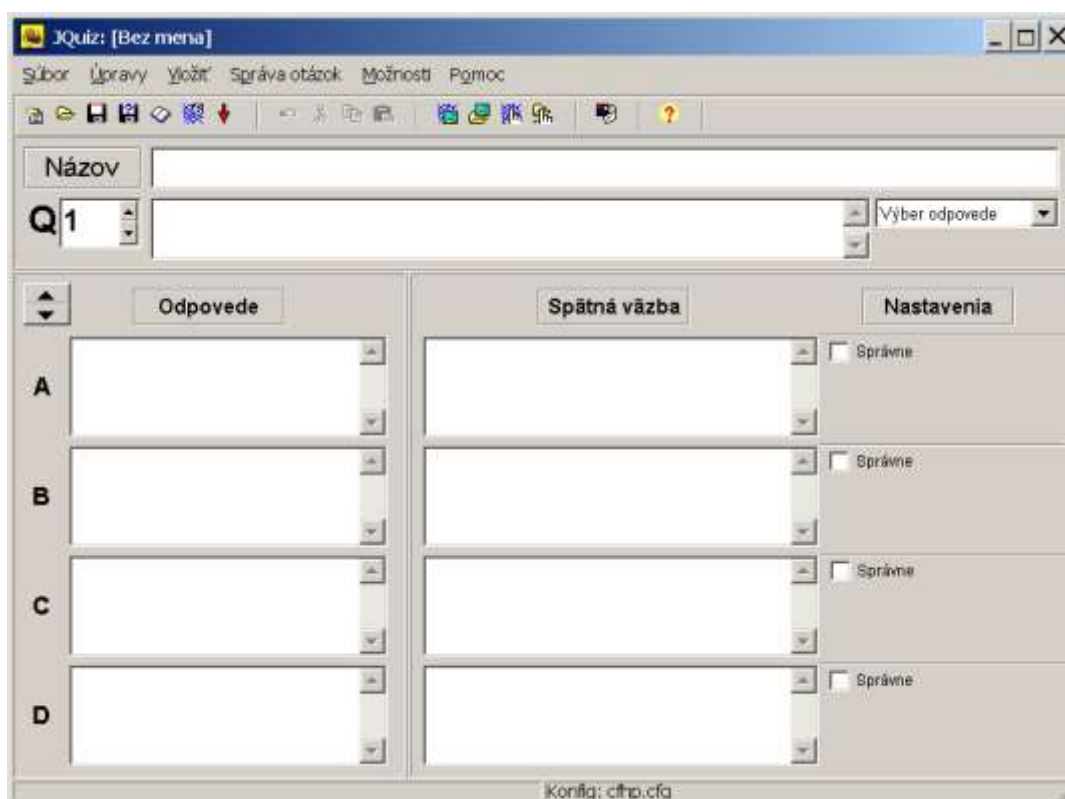 JQuiz: [Bez mena]
Súbor Úpravy Vložiť Správa otázok Možnosti Pomoc
Názov
Q 1 Výber odpovede
Odpovede Spätná väzba Nastavenia
A Správne
B Správne
C Správne
D Správne
Konfig: cfhp.cfg